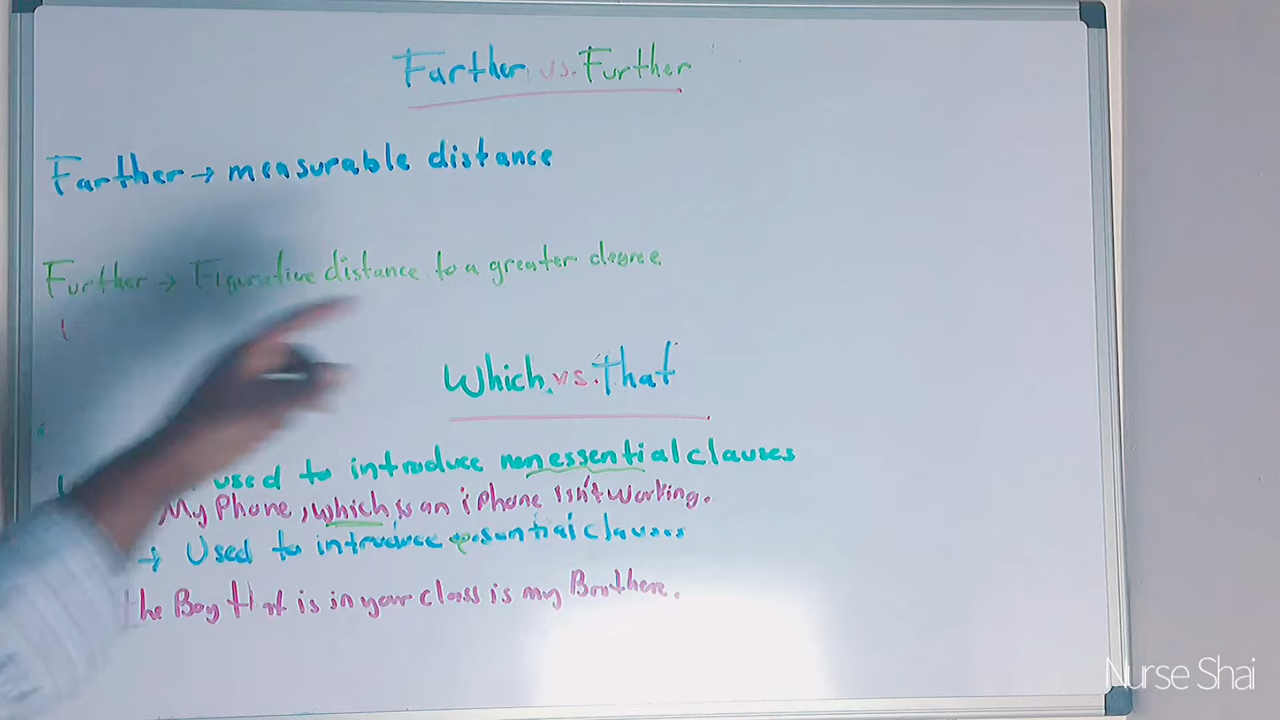 Farther vs. Further
Farther → measurable distance
Further → Figurative distance to a greater degree
Which vs. That
used to introduce nonessential clauses
My Phone, which is an iphone isn't working.
→ Used to introduce essential clauses
the Boy that is in your class is my Brothere.
Nurse Shai